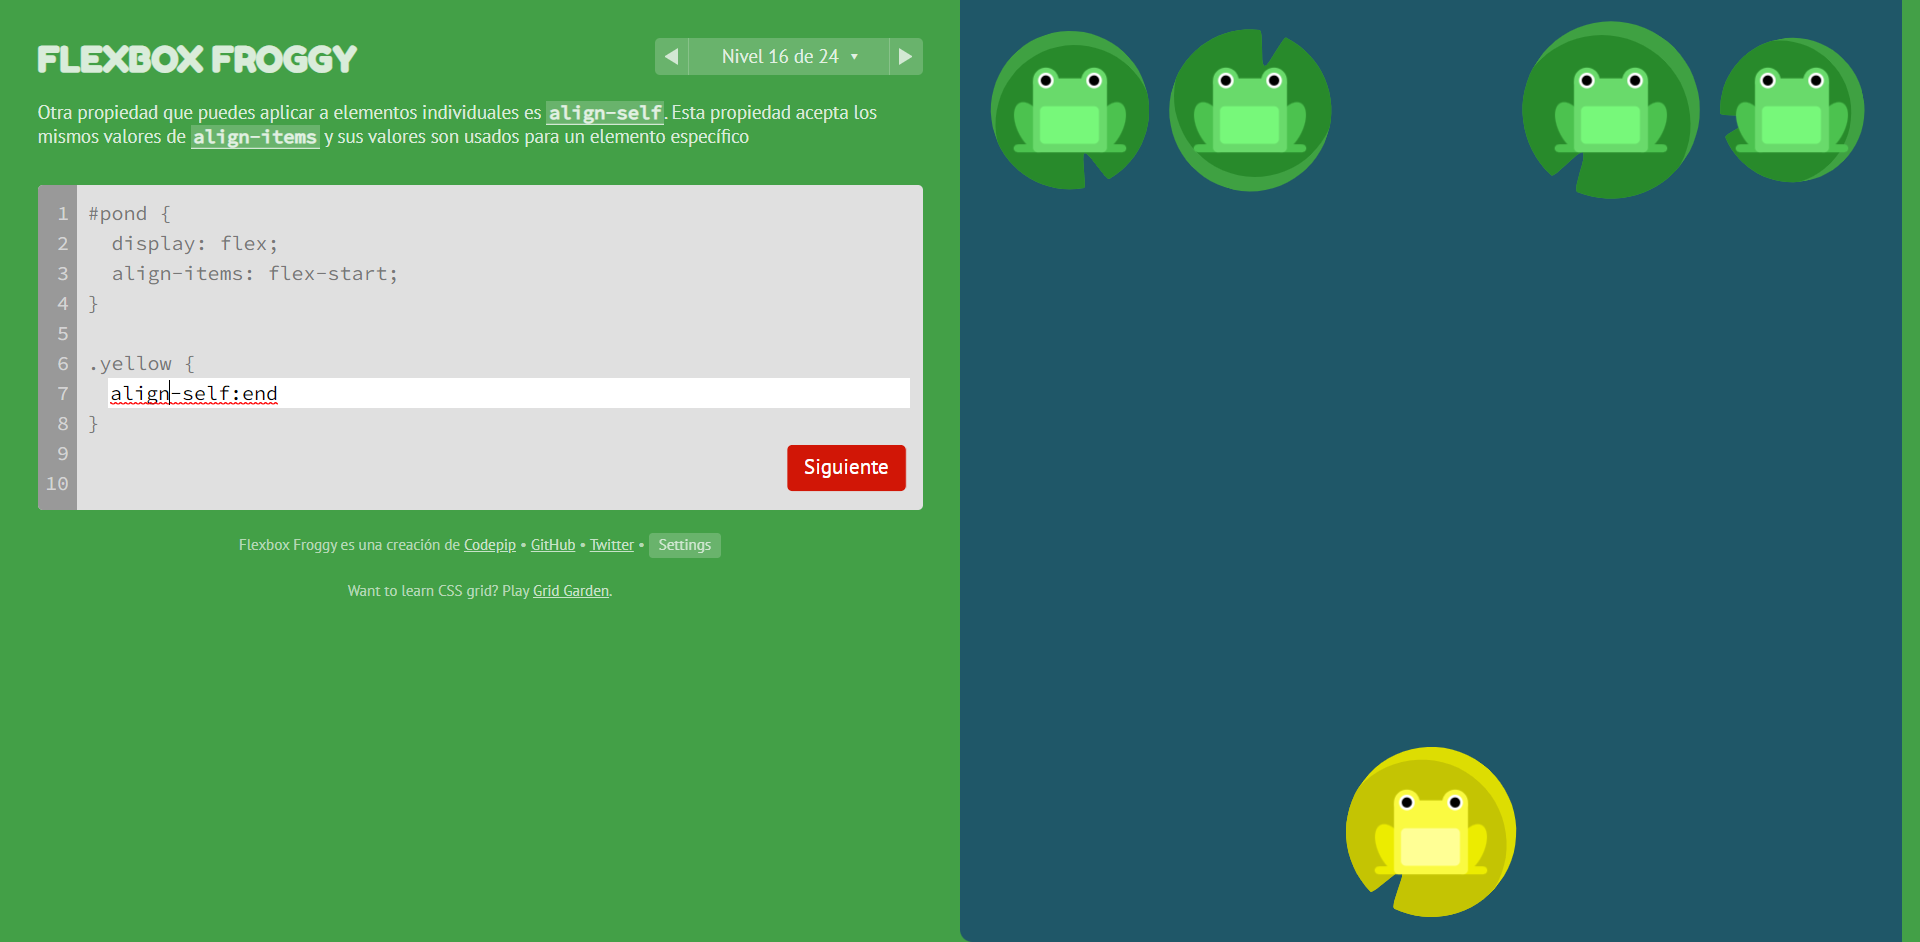 FLEXBOX FROGGY
Nivel 16 de 24
Otra propiedad que puedes aplicar a elementos individuales es align-self. Esta propiedad acepta los
mismos valores de align-items y sus valores son usados para un elemento específico
1 #pond {
2 display: flex;
3 align-items: flex-start;
4 }
5
6 .yellow {
7 align-self:end
8 }
9
10
Siguiente
Flexbox Froggy es una creación de Codepip • GitHub • Twitter • Settings
Want to learn CSS grid? Play Grid Garden.